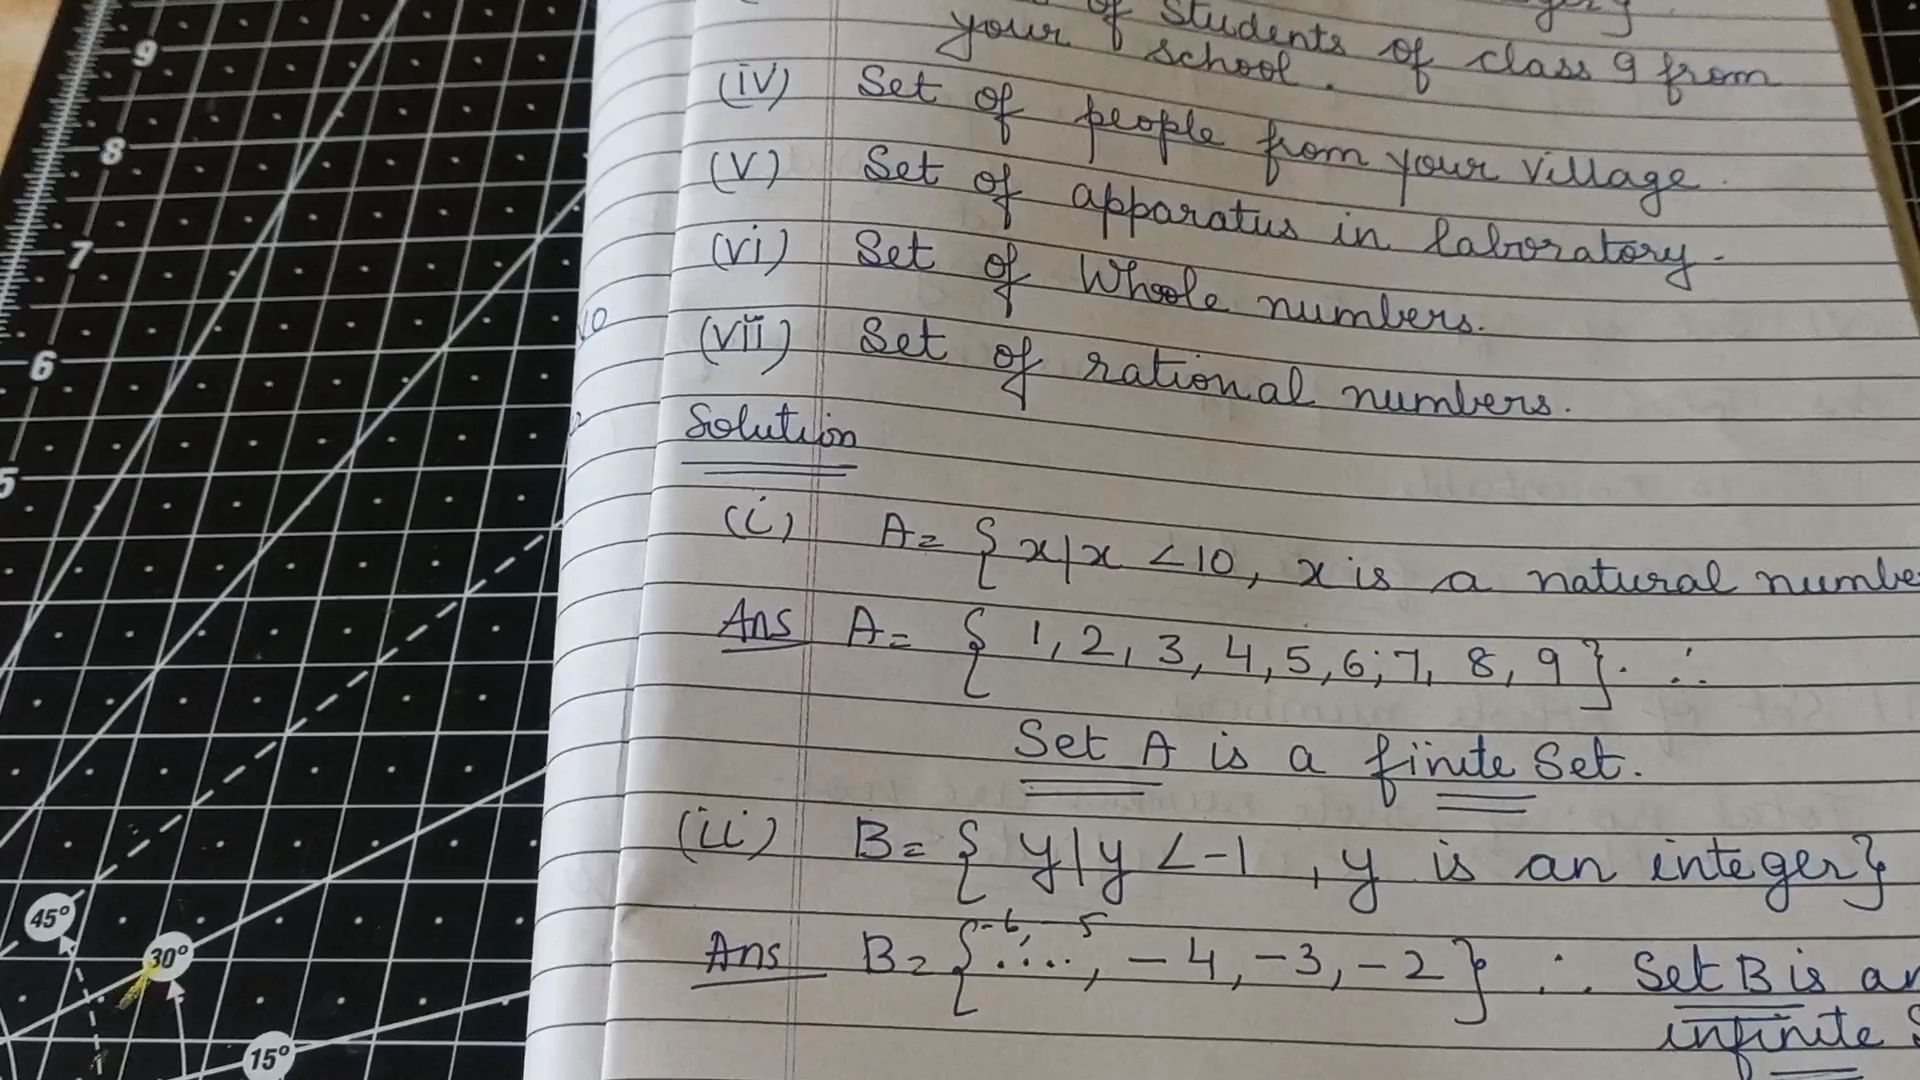 of students of class 9 from
your school.
(iv) Set of people from your village.
(v) Set of apparatus in laboratory.
(vi) Set of Whole numbers.
(vii) Set of rational numbers.
Solution
(i) A = { x | x < 10, x is a natural numbe
Ans A = { 1, 2, 3, 4, 5, 6, 7, 8, 9 }. ∴
Set A is a finite Set.
(ii) B = { y | y < -1, y is an integer }
Ans B = { ...., -6, -5, -4, -3, -2 } ∴ Set B is an
infinite S
9
8
7
6
5
45°
30°
15°